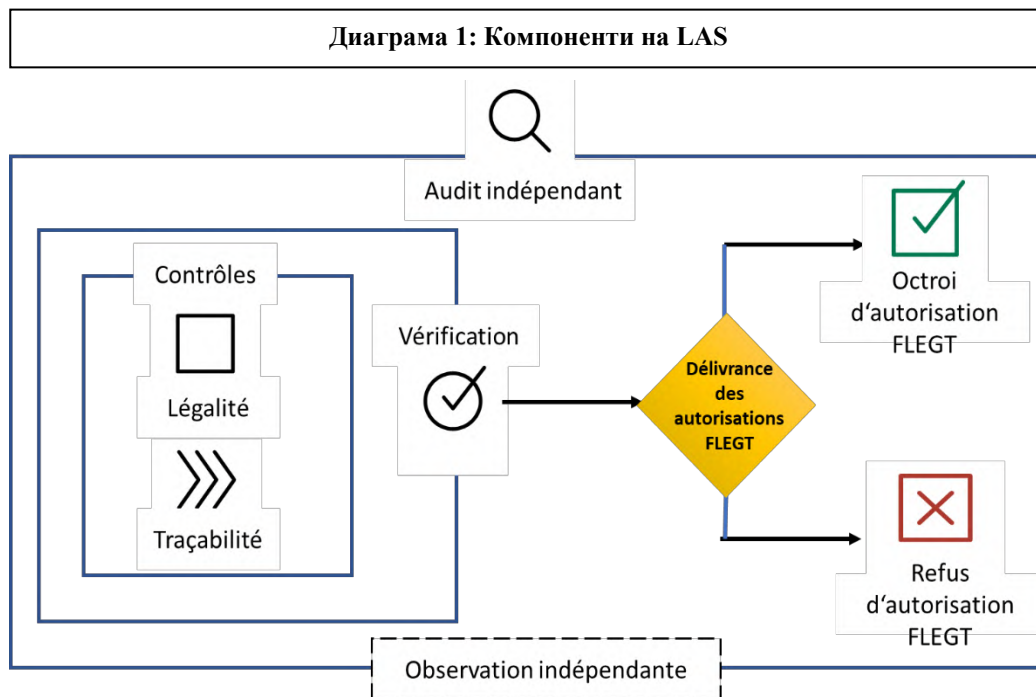 Диаграма 1: Компоненти на LAS
Audit indépendant
Contrôles
Légalité
Traçabilité
Vérification
Délivrance
des
autorisations
FLEGT
Octroi
d‘autorisation
FLEGT
Refus
d‘autorisation
FLEGT
Observation indépendante